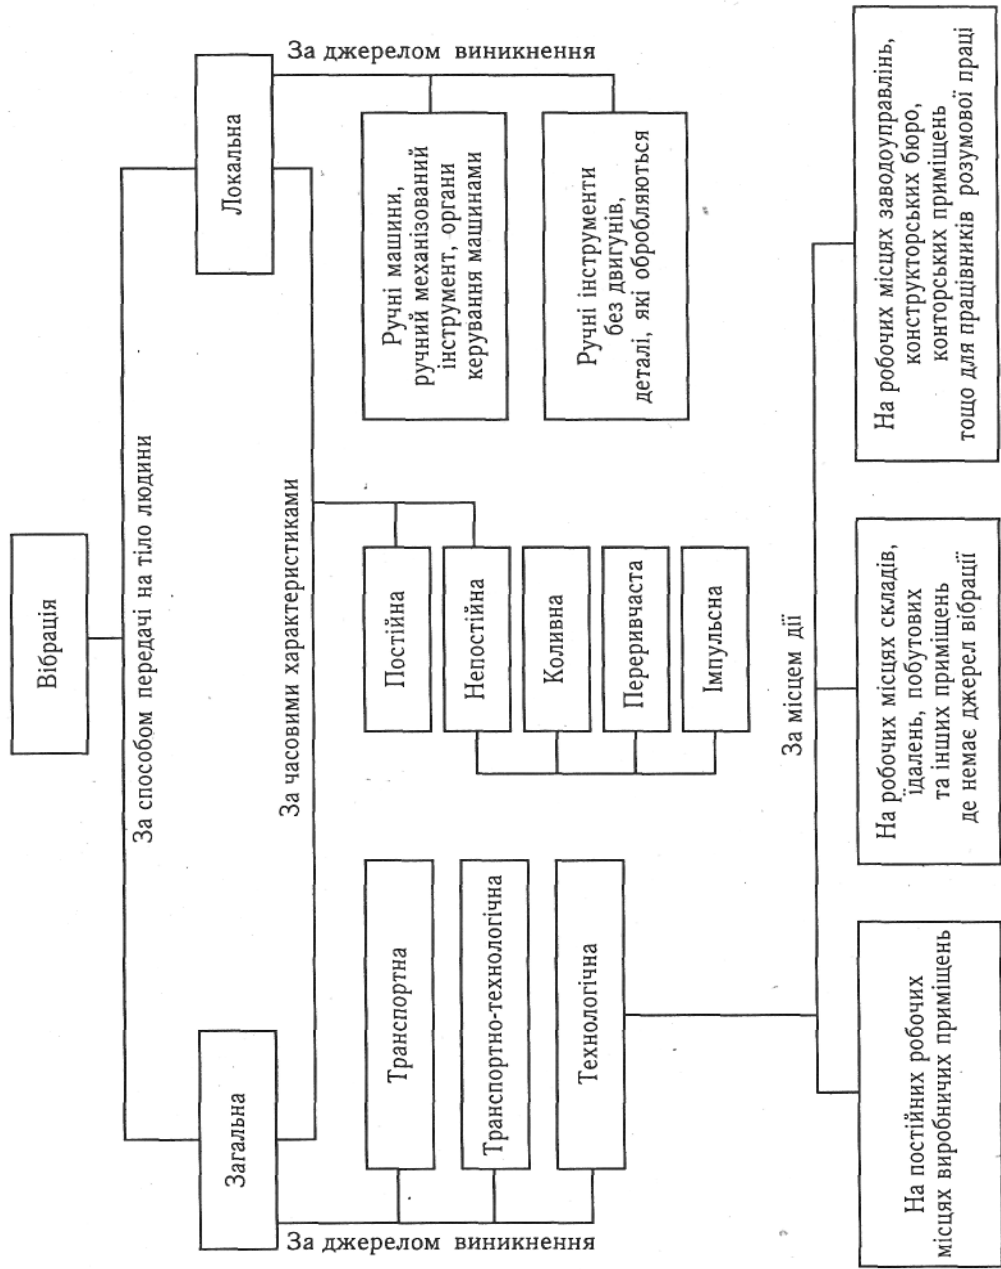 Вібрація
За способом передачі на тіло людини
Загальна
Локальна
За часовими характеристиками
За джерелом виникнення
Транспортна
Транспортно-технологічна
Технологічна
Постійна
Непостійна
Коливна
Переривчаста
Імпульсна
За джерелом виникнення
Ручні машини,
ручний механізований
інструмент, органи
керування машинами
Ручні інструменти
без двигунів,
деталі, які обробляються
За місцем дії
На постійних робочих
місцях виробничих приміщень
На робочих місцях складів,
їдалень, побутових
та інших приміщень
де немає джерел вібрації
На робочих місцях заводоуправлінь,
конструкторських бюро,
конторських приміщень
тощо для працівників розумової праці